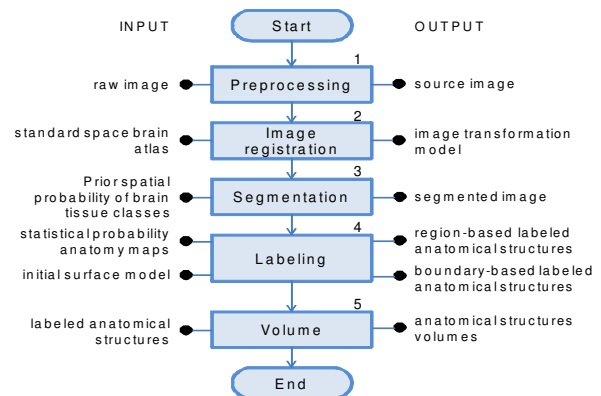 INPUT
Start
OUTPUT
1
raw image
Preprocessing
source image
2
standard space brain
atlas
Image
registration
image transformation
model
3
Prior spatial
probability of brain
tissue classes
Segmentation
segmented image
4
statistical probability
anatomy maps
initial surface model
Labeling
region-based labeled
anatomical structures
boundary-based labeled
anatomical structures
5
labeled anatomical
structures
Volume
anatomical structures
volumes
End